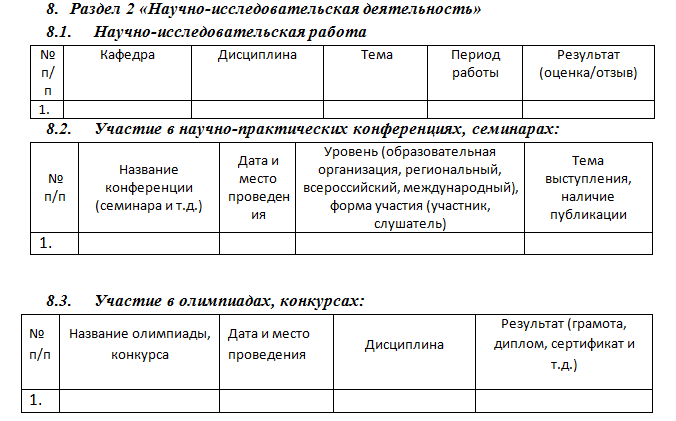 8. Раздел 2 «Научно-исследовательская деятельность»
8.1. Научно-исследовательская работа
№ п/п Кафедра Дисциплина Тема Период работы Результат (оценка/отзыв)
1.
8.2. Участие в научно-практических конференциях, семинарах:
№ п/п Название конференции (семинара и т.д.) Дата и место проведения Уровень (образовательная организация, региональный, всероссийский, международный), форма участия (участник, слушатель) Тема выступления, наличие публикации
1.
8.3. Участие в олимпиадах, конкурсах:
№ п/п Название олимпиады, конкурса Дата и место проведения Дисциплина Результат (грамота, диплом, сертификат и т.д.)
1.